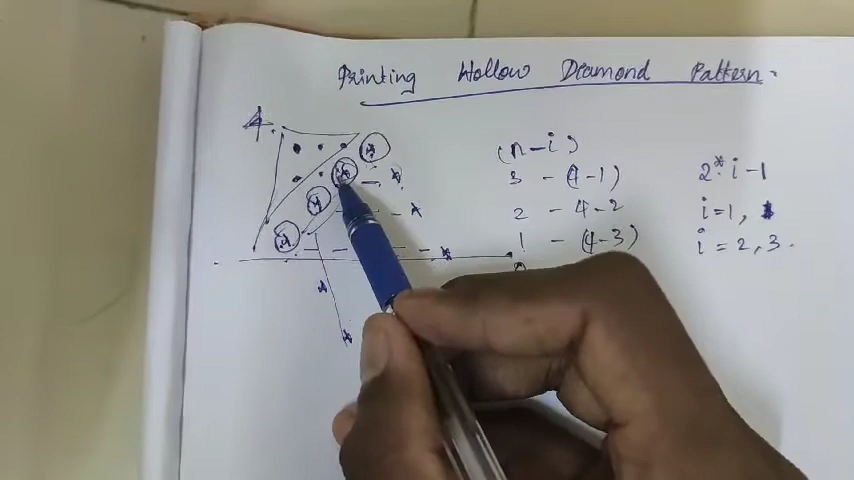 Printing Hollow Diamond Pattern.
4.
(n-i)
3 - (4-1)
2 - 4-2
1 - (4-3)
2*i-1
i=1,
i = 2, 3.